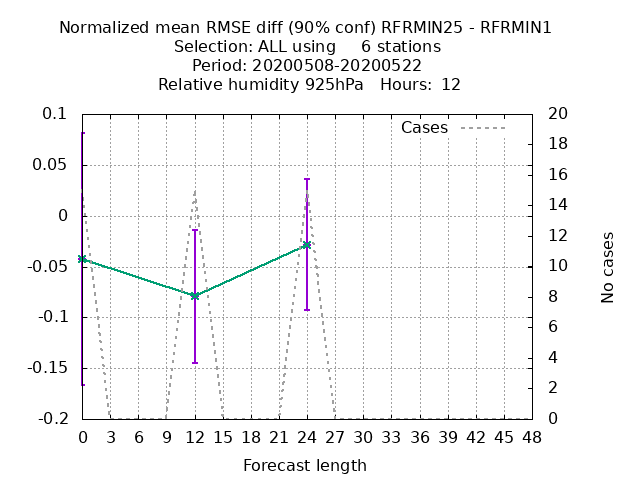 Normalized mean RMSE diff (90% conf) RFRMIN25 - RFRMIN1
Selection: ALL using     6 stations
Period: 20200508-20200522
Relative humidity 925hPa   Hours:  12
Cases
0.1
0.05
0
-0.05
-0.1
-0.15
-0.2
20
18
16
14
12
10
8
6
4
2
0
No cases
0 3 6 9 12 15 18 21 24 27 30 33 36 39 42 45 48
Forecast length